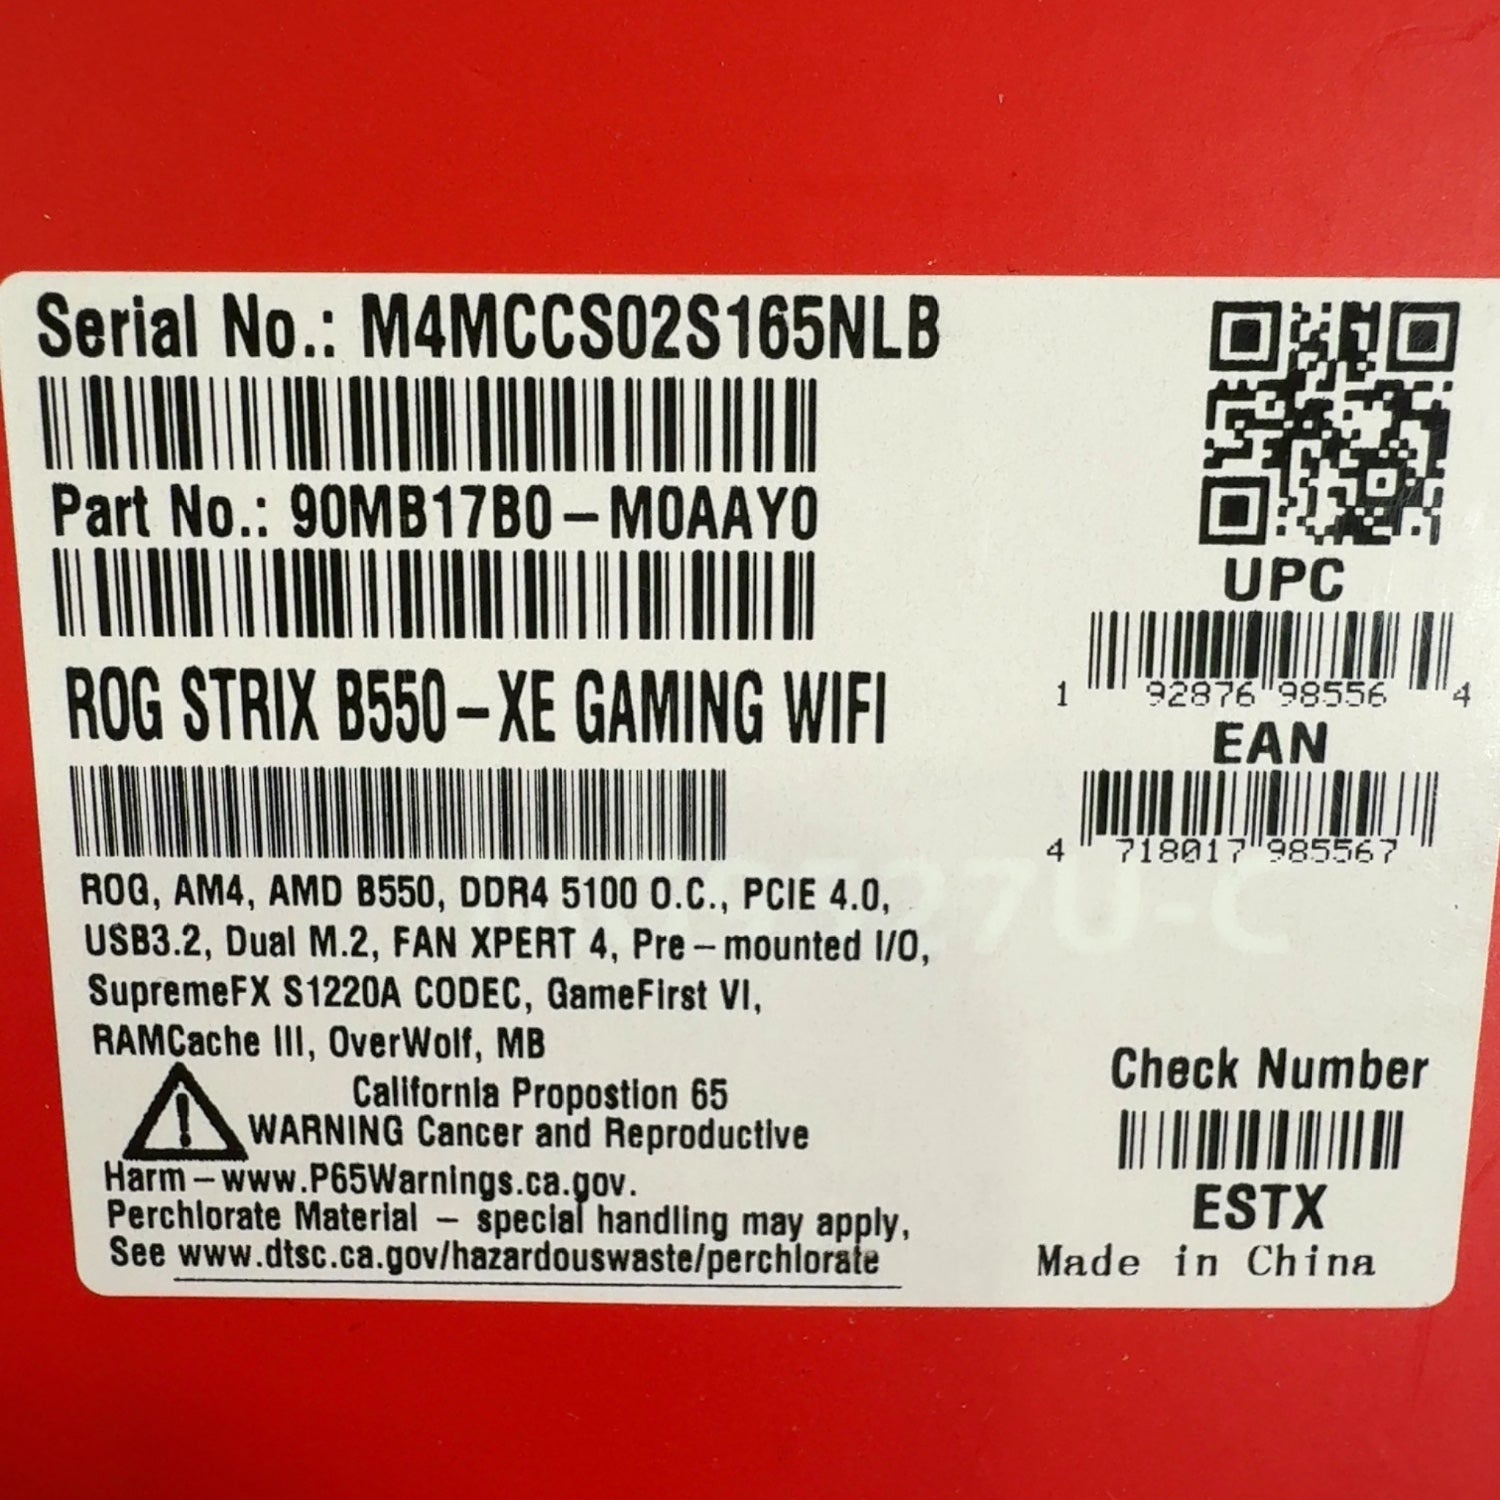 Serial No.: M4MCCS02S165NLB
Part No.: 90MB17B0-M0AAY0
ROG STRIX B550-XE GAMING WIFI
ROG, AM4, AMD B550, DDR4 5100 O.C., PCIE 4.0,
USB3.2, Dual M.2, FAN XPERT 4, Pre-mounted I/O,
SupremeFX S1220A CODEC, GameFirst VI,
RAMCache III, OverWolf, MB
California Propostion 65
WARNING Cancer and Reproductive
Harm-www.P65Warnings.ca.gov.
Perchlorate Material - special handling may apply,
See www.dtsc.ca.gov/hazardouswaste/perchlorate
UPC
1 92876 98556 4
EAN
4 718017 985567
27U-C
Check Number
ESTX
Made in China